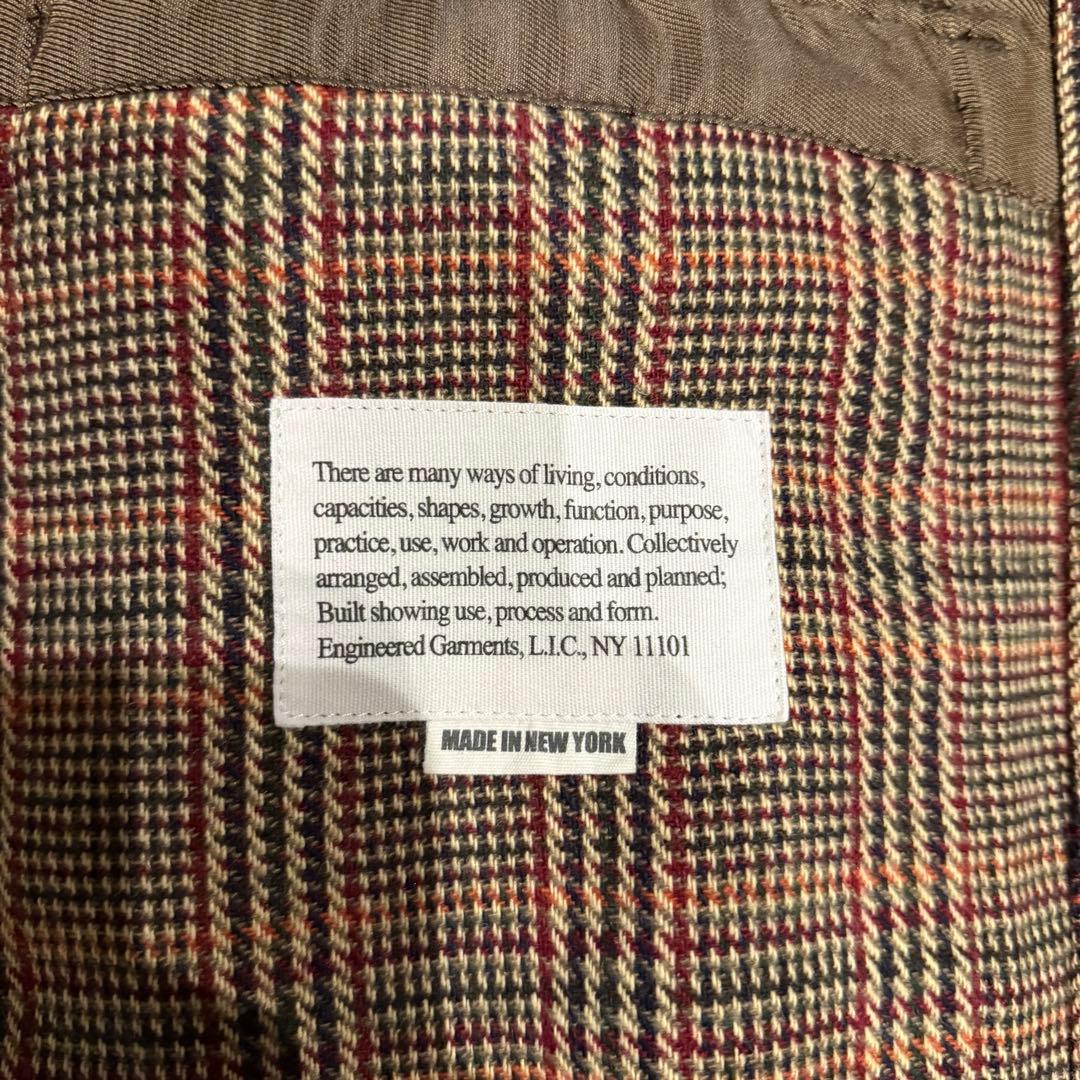 There are many ways of living, conditions,
capacities, shapes, growth, function, purpose,
practice, use, work and operation. Collectively
arranged, assembled, produced and planned;
Built showing use, process and form.
Engineered Garments, L.I.C., NY 11101
MADE IN NEW YORK